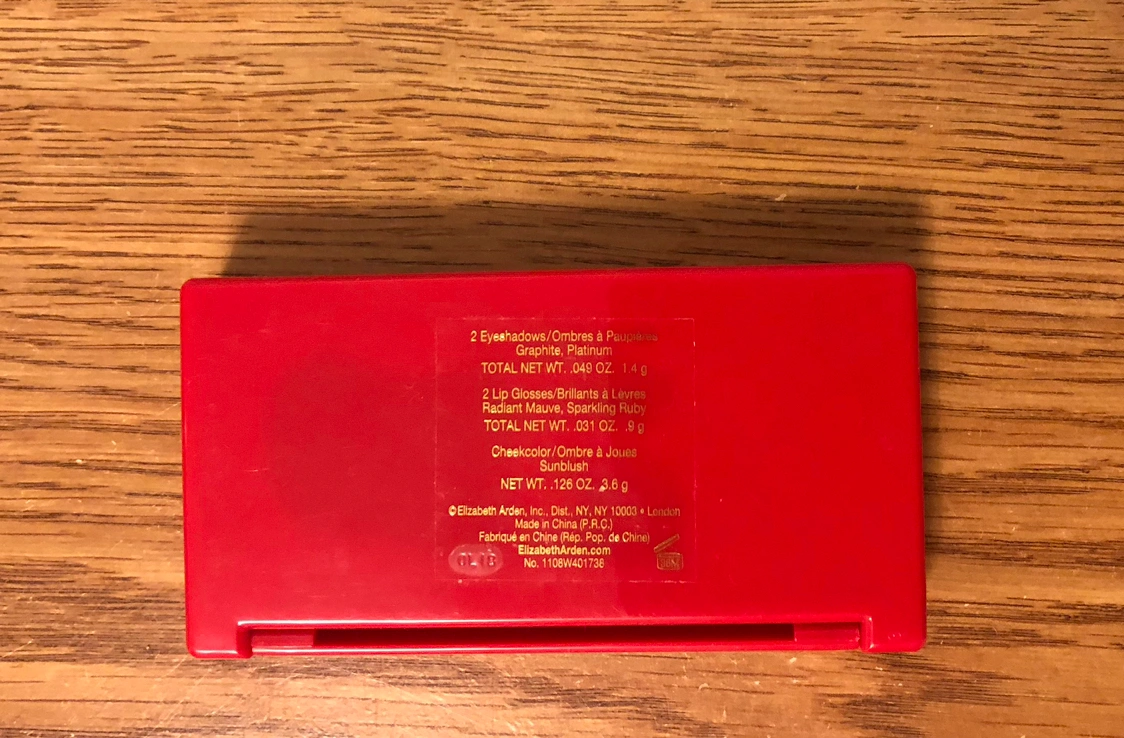 2 Eyeshadows/Ombres à Paupières
Graphite, Platinum
TOTAL NET WT. .049 OZ. 1.4 g
2 Lip Glosses/Brillants à Lèvres
Radiant Mauve, Sparkling Ruby
TOTAL NET WT. .031 OZ. .9 g
Cheekcolor/Ombre à Joues
Sunblush
NET WT. .126 OZ. 3.6 g
©Elizabeth Arden, Inc., Dist., NY, NY 10003 • London
Made in China (P.R.C.)
Fabriqué en Chine (Rép. Pop. de Chine)
ElizabethArden.com
No. 1108W401738